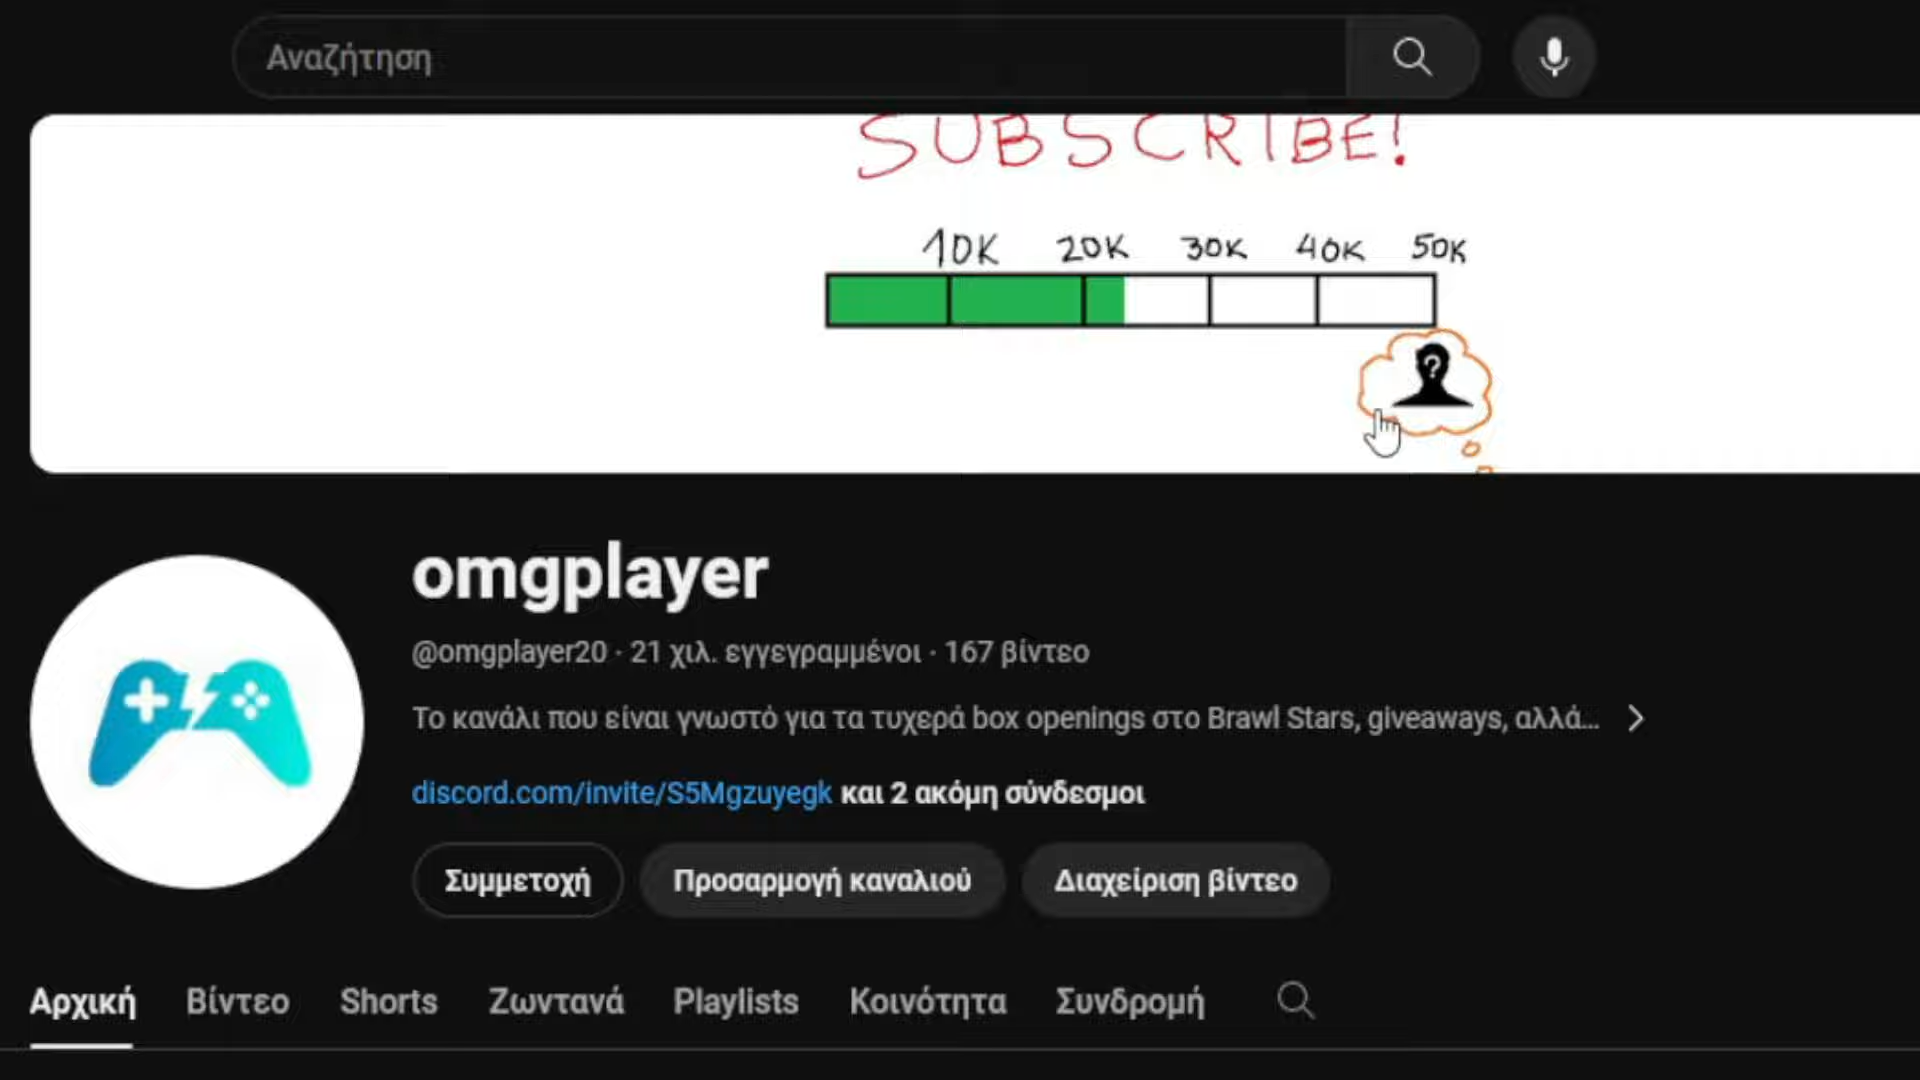 Αναζήτηση
SUBSCRIBE!
10K 20K 30K 40K 50K
?
omgplayer
@omgplayer20 · 21 χιλ. εγγεγραμμένοι · 167 βίντεο
Το κανάλι που είναι γνωστό για τα τυχερά box openings στο Brawl Stars, giveaways, αλλά...
discord.com/invite/S5Mgzuyegk και 2 ακόμη σύνδεσμοι
Συμμετοχή Προσαρμογή καναλιού Διαχείριση βίντεο
Αρχική Βίντεο Shorts Ζωντανά Playlists Κοινότητα Συνδρομή